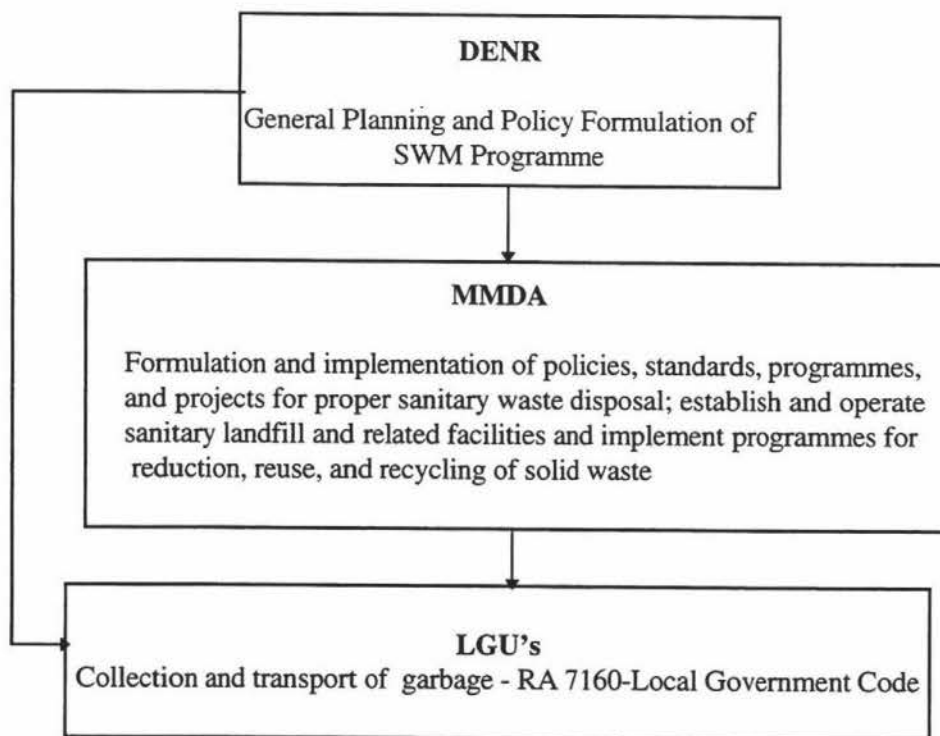 DENR
General Planning and Policy Formulation of
SWM Programme
MMDA
Formulation and implementation of policies, standards, programmes,
and projects for proper sanitary waste disposal; establish and operate
sanitary landfill and related facilities and implement programmes for
reduction, reuse, and recycling of solid waste
LGU's
Collection and transport of garbage - RA 7160-Local Government Code